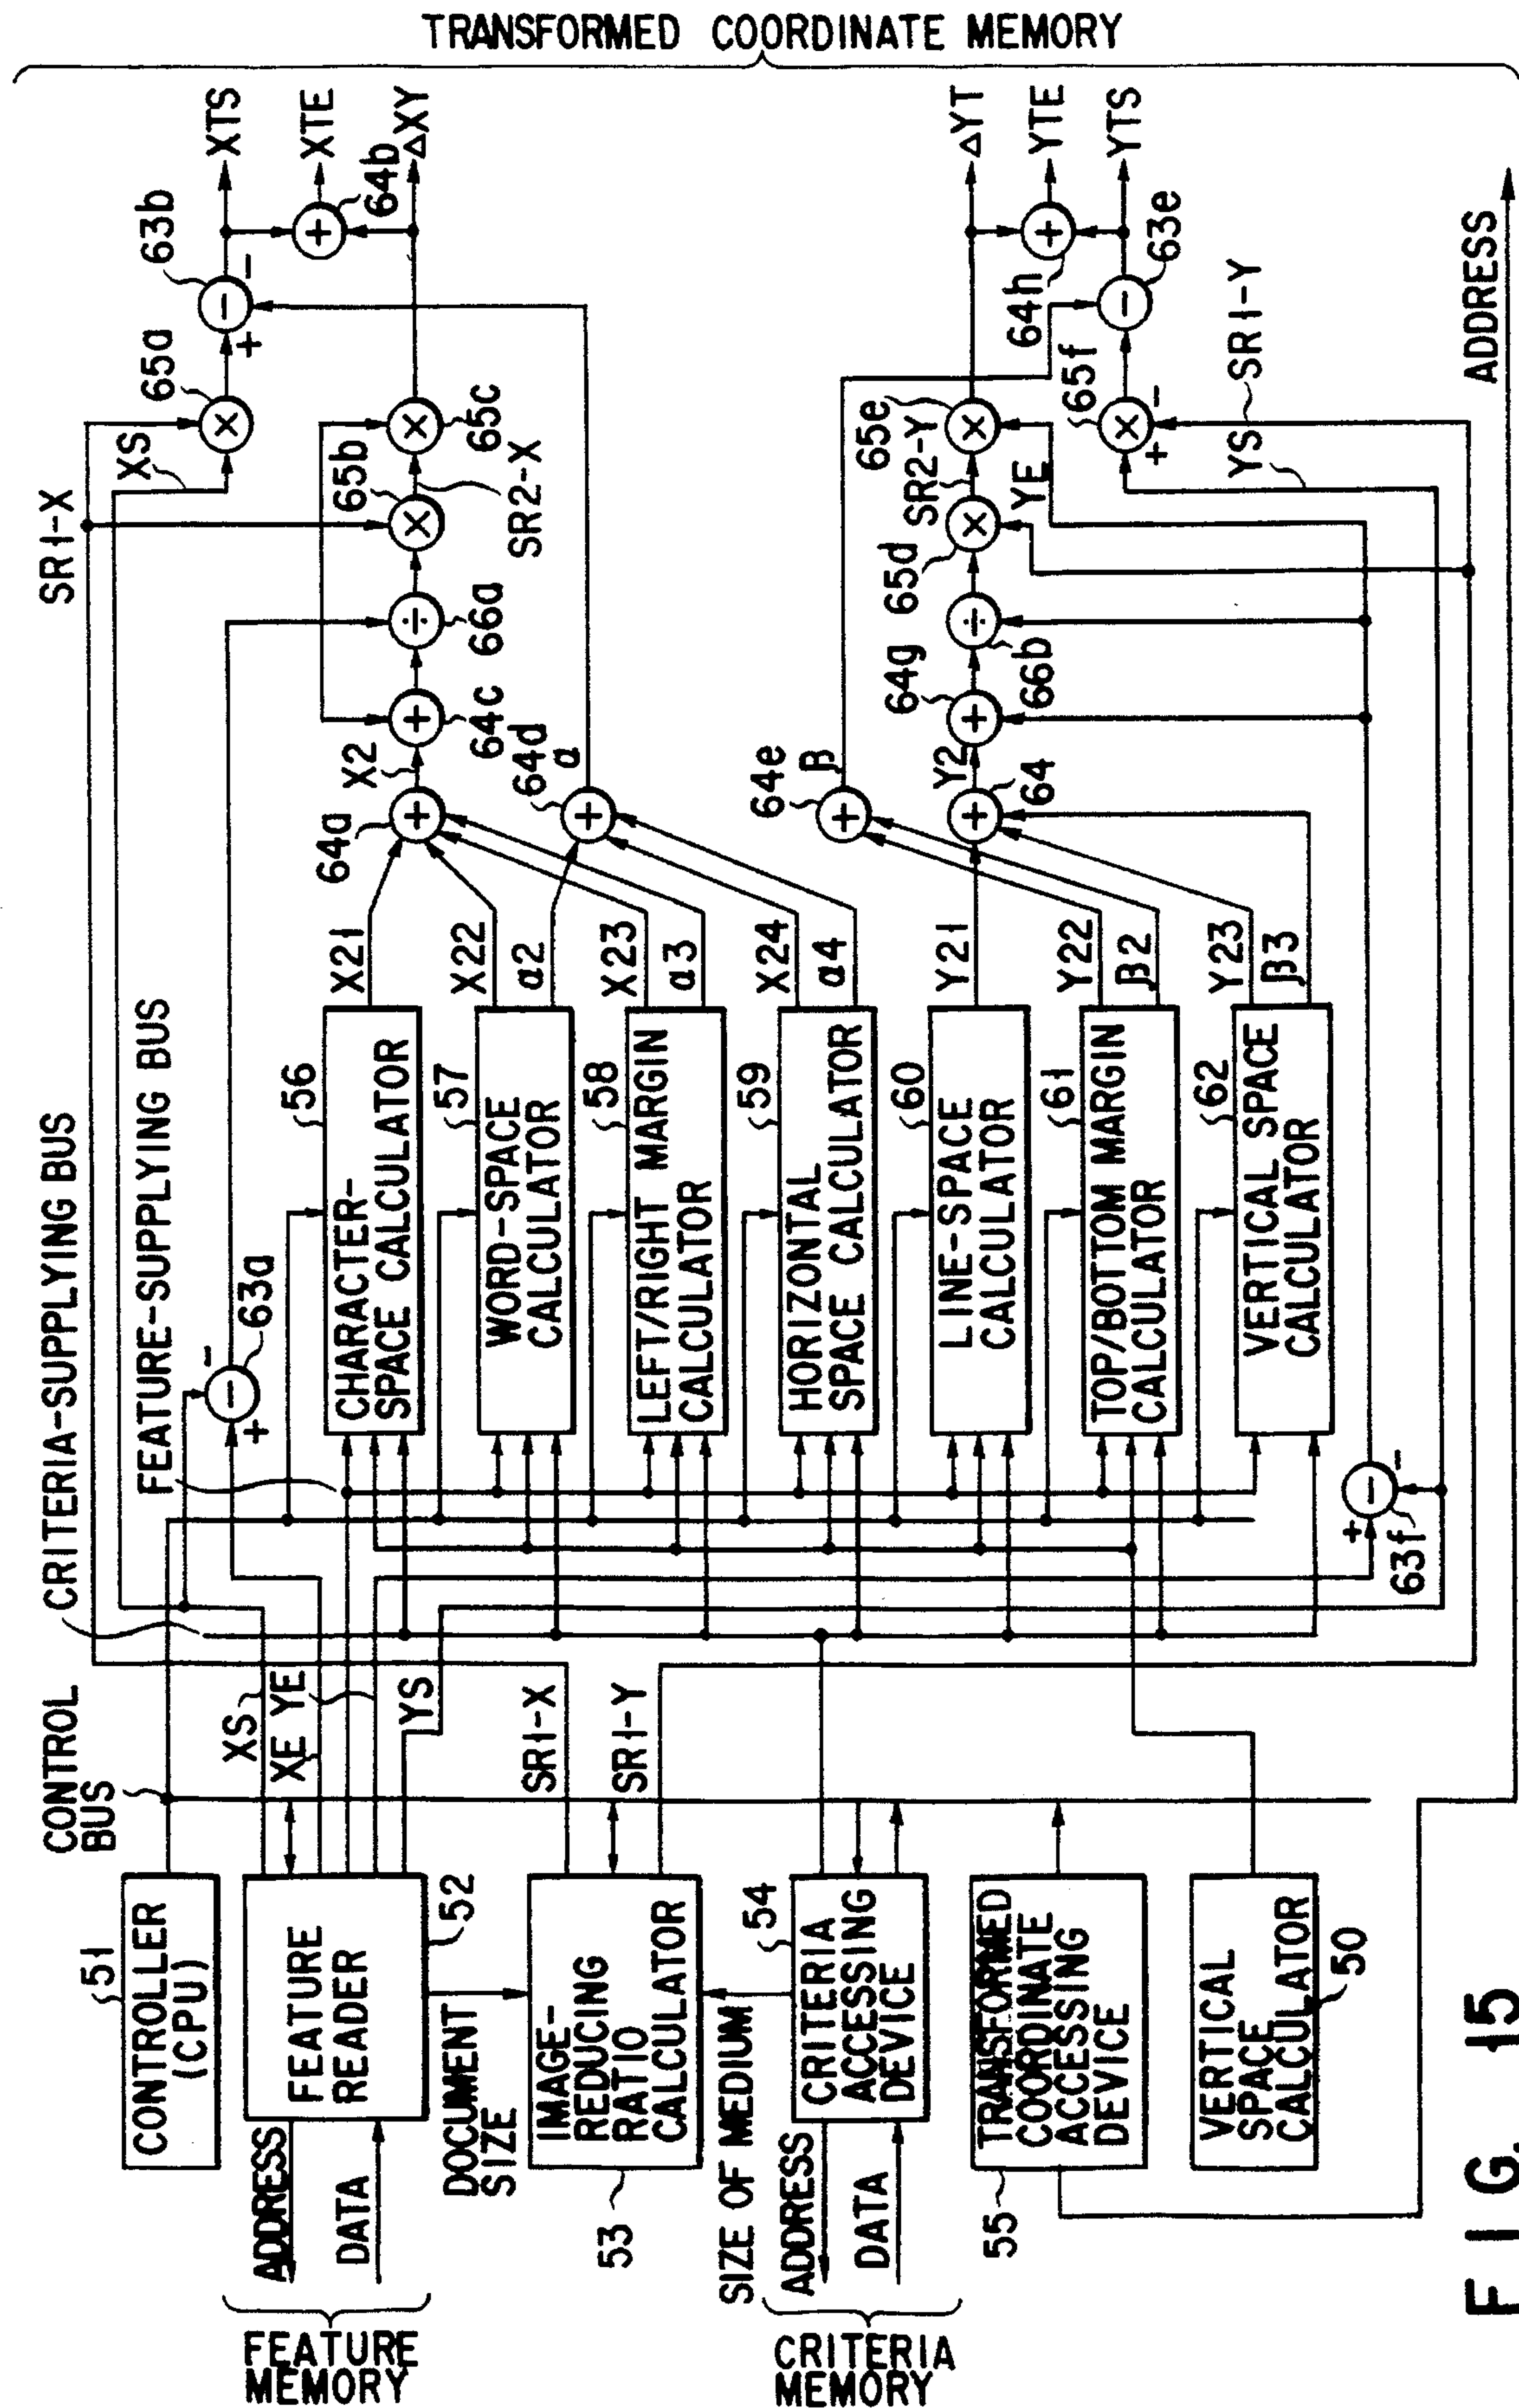 TRANSFORMED COORDINATE MEMORY
CONTROL
BUS
CRITERIA-SUPPLYING BUS
FEATURE-SUPPLYING BUS
SR1-X
XS
65a
63b
XTS
XTE
64b
ΔXY
51
CONTROLLER
(CPU)
XS
XE
YE
YS
63a
+
-
+
-
ADDRESS
DATA
FEATURE
MEMORY
FEATURE
READER
52
DOCUMENT
SIZE
SR1-X
SR1-Y
53
IMAGE-
REDUCING
RATIO
CALCULATOR
SIZE OF MEDIUM
54
CRITERIA
ACCESSING
DEVICE
ADDRESS
DATA
CRITERIA
MEMORY
55
TRANSFORMED
COORDINATE
ACCESSING
DEVICE
VERTICAL
SPACE
CALCULATOR
50
56
CHARACTER-
SPACE CALCULATOR
X21
57
WORD-SPACE
CALCULATOR
X22
α2
58
LEFT/RIGHT MARGIN
CALCULATOR
X23
α3
59
HORIZONTAL
SPACE CALCULATOR
X24
α4
60
LINE-SPACE
CALCULATOR
Y21
61
TOP/BOTTOM MARGIN
CALCULATOR
Y22
β2
62
VERTICAL SPACE
CALCULATOR
Y23
β3
64a
X2
64c
66a
65b
SR2-X
65c
64d
α
64e
β
64
Y2
64g
66b
65d
SR2-Y
YE
65e
65f
+
-
64h
63e
ΔYT
YTE
YTS
YS
SR1-Y
63f
+
-
ADDRESS
FIG. 15